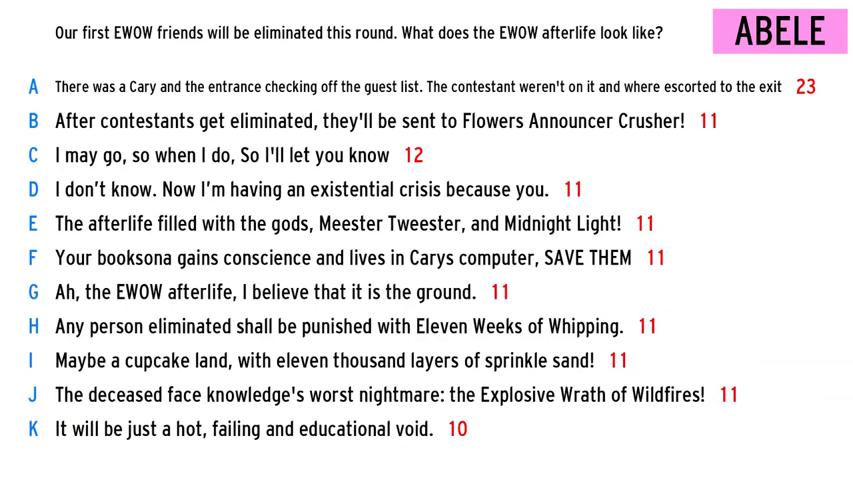 Our first EWOW friends will be eliminated this round. What does the EWOW afterlife look like?
ABELE
A There was a Cary and the entrance checking off the guest list. The contestant weren't on it and where escorted to the exit 23
B After contestants get eliminated, they'll be sent to Flowers Announcer Crusher! 11
C I may go, so when I do, So I'll let you know 12
D I don’t know. Now I’m having an existential crisis because you. 11
E The afterlife filled with the gods, Meester Tweester, and Midnight Light! 11
F Your booksona gains conscience and lives in Carys computer, SAVE THEM 11
G Ah, the EWOW afterlife, I believe that it is the ground. 11
H Any person eliminated shall be punished with Eleven Weeks of Whipping. 11
I Maybe a cupcake land, with eleven thousand layers of sprinkle sand! 11
J The deceased face knowledge's worst nightmare: the Explosive Wrath of Wildfires! 11
K It will be just a hot, failing and educational void. 10